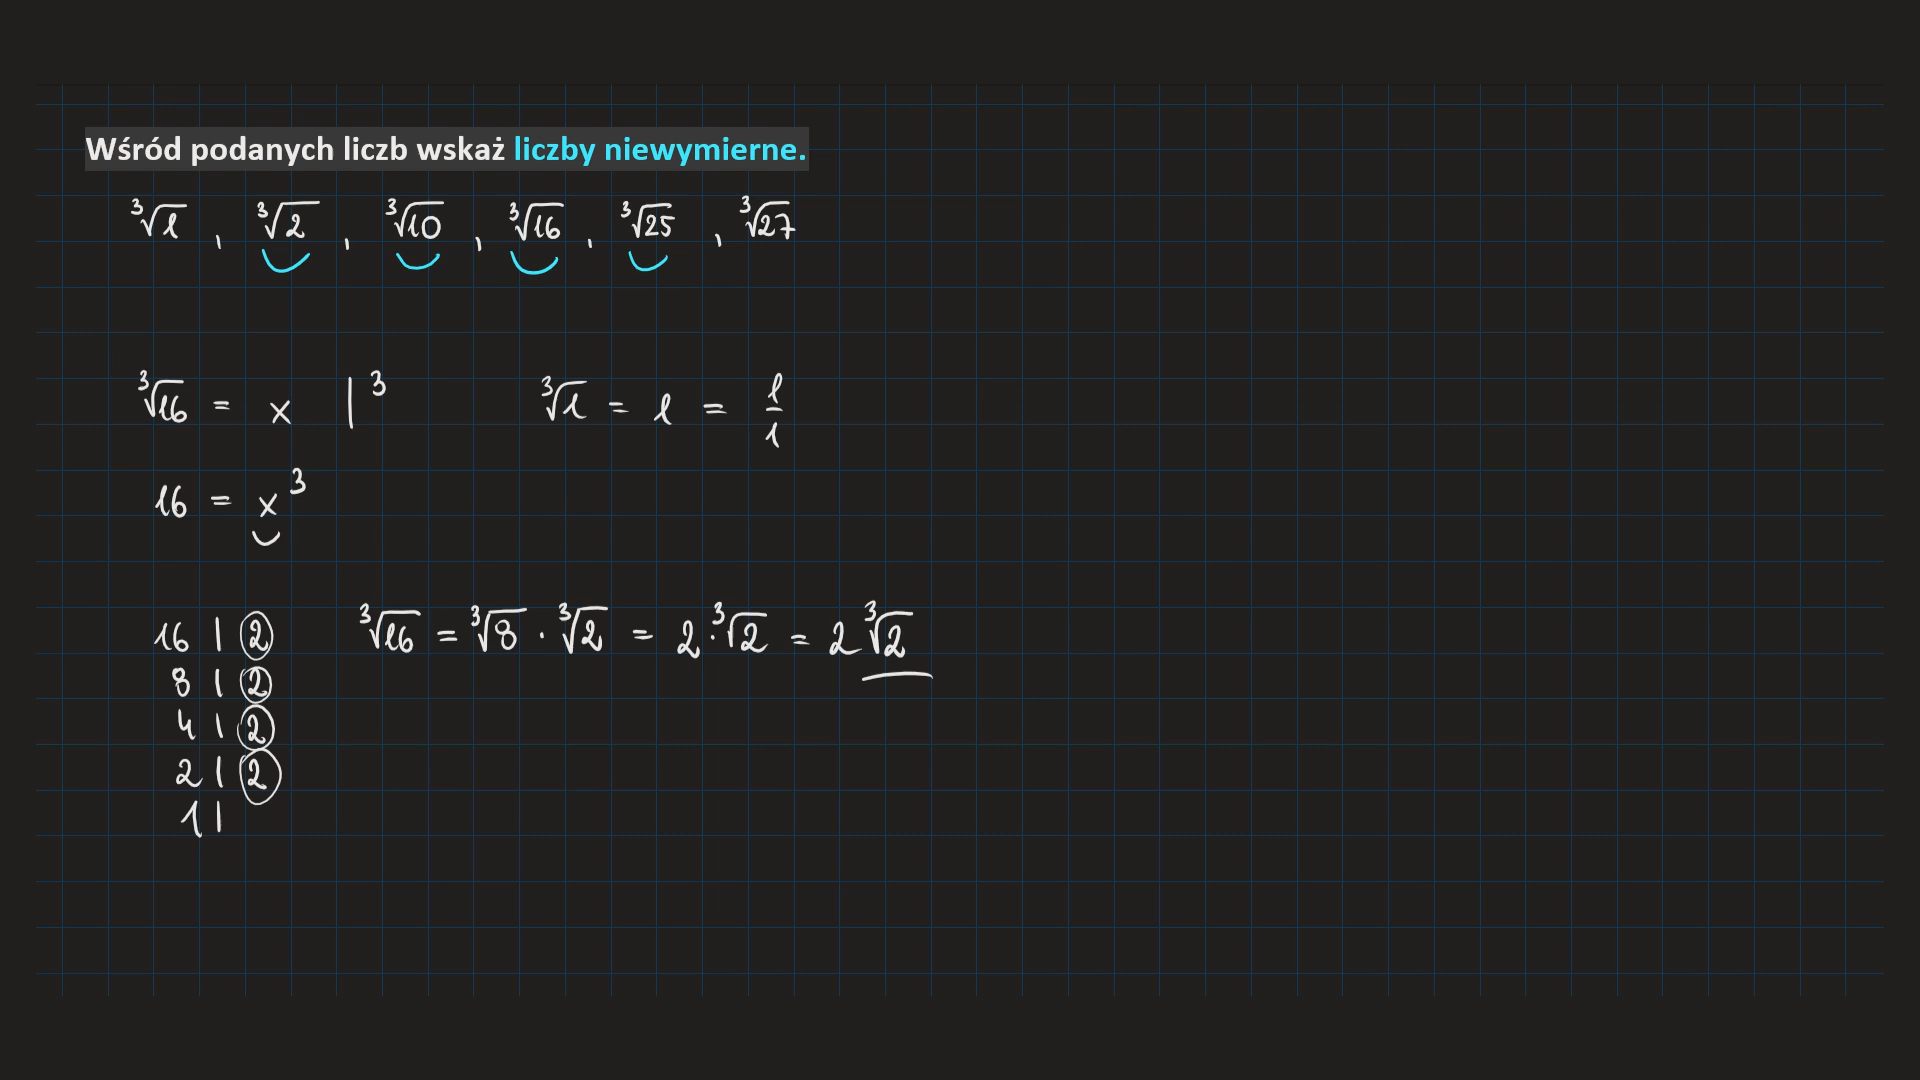 Wśród podanych liczb wskaż liczby niewymierne.
∛1 , ∛2 , ∛10 , ∛16 , ∛25 , ∛27
∛16 = x |³
∛1 = 1 = 1/1
16 = x³
16 | 2
8 | 2
4 | 2
2 | 2
1 |
∛16 = ∛8 · ∛2 = 2 · ∛2 = 2∛2